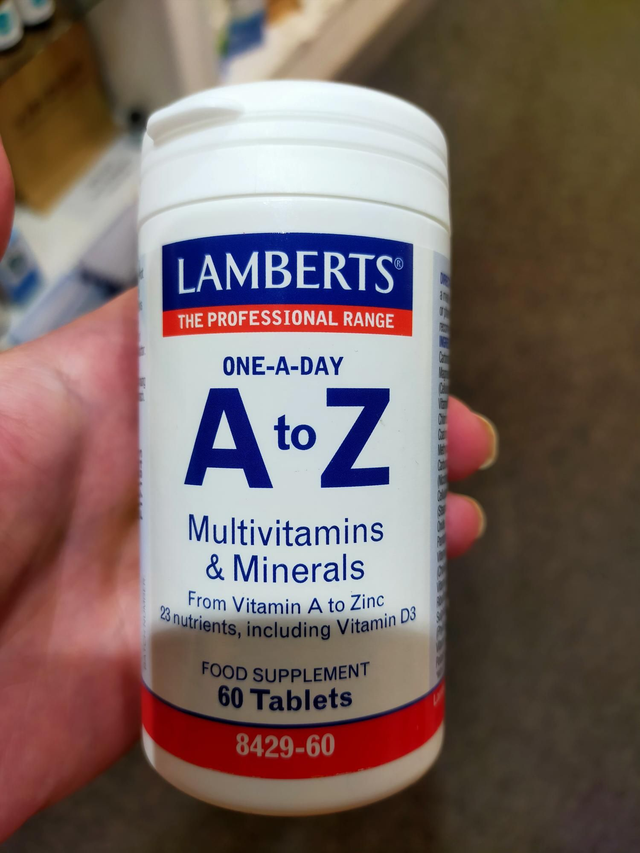 LAMBERTS®
THE PROFESSIONAL RANGE
ONE-A-DAY
A to Z
Multivitamins
& Minerals
From Vitamin A to Zinc
23 nutrients, including Vitamin D3
FOOD SUPPLEMENT
60 Tablets
8429-60